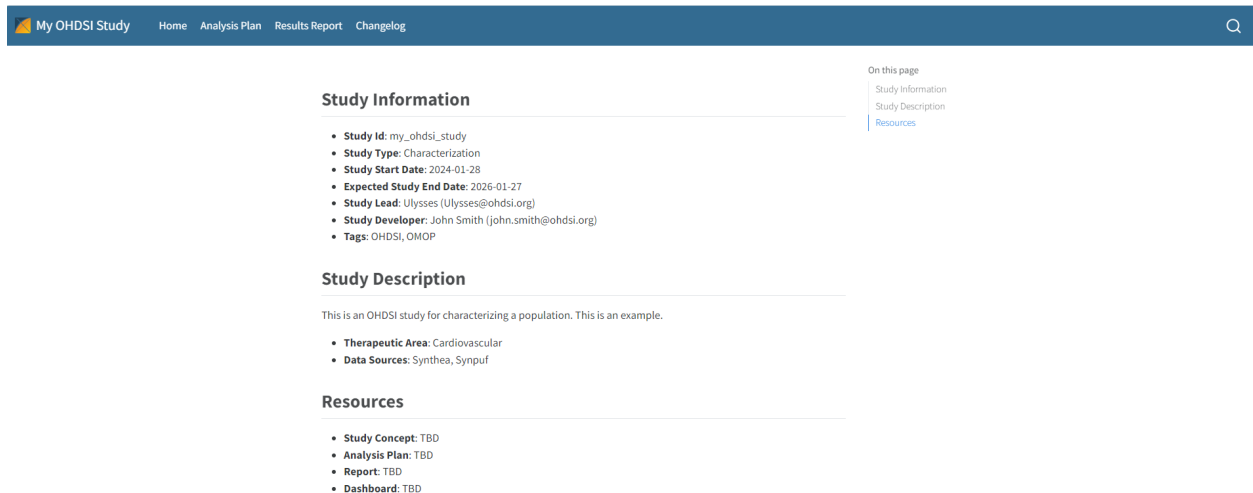 My OHDSI Study Home Analysis Plan Results Report Changelog
On this page
Study Information
Study Description
Resources
Study Information
Study Id: my_ohdsi_study
Study Type: Characterization
Study Start Date: 2024-01-28
Expected Study End Date: 2026-01-27
Study Lead: Ulysses (Ulysses@ohdsi.org)
Study Developer: John Smith (john.smith@ohdsi.org)
Tags: OHDSI, OMOP
Study Description
This is an OHDSI study for characterizing a population. This is an example.
Therapeutic Area: Cardiovascular
Data Sources: Synthea, Synpuf
Resources
Study Concept: TBD
Analysis Plan: TBD
Report: TBD
Dashboard: TBD